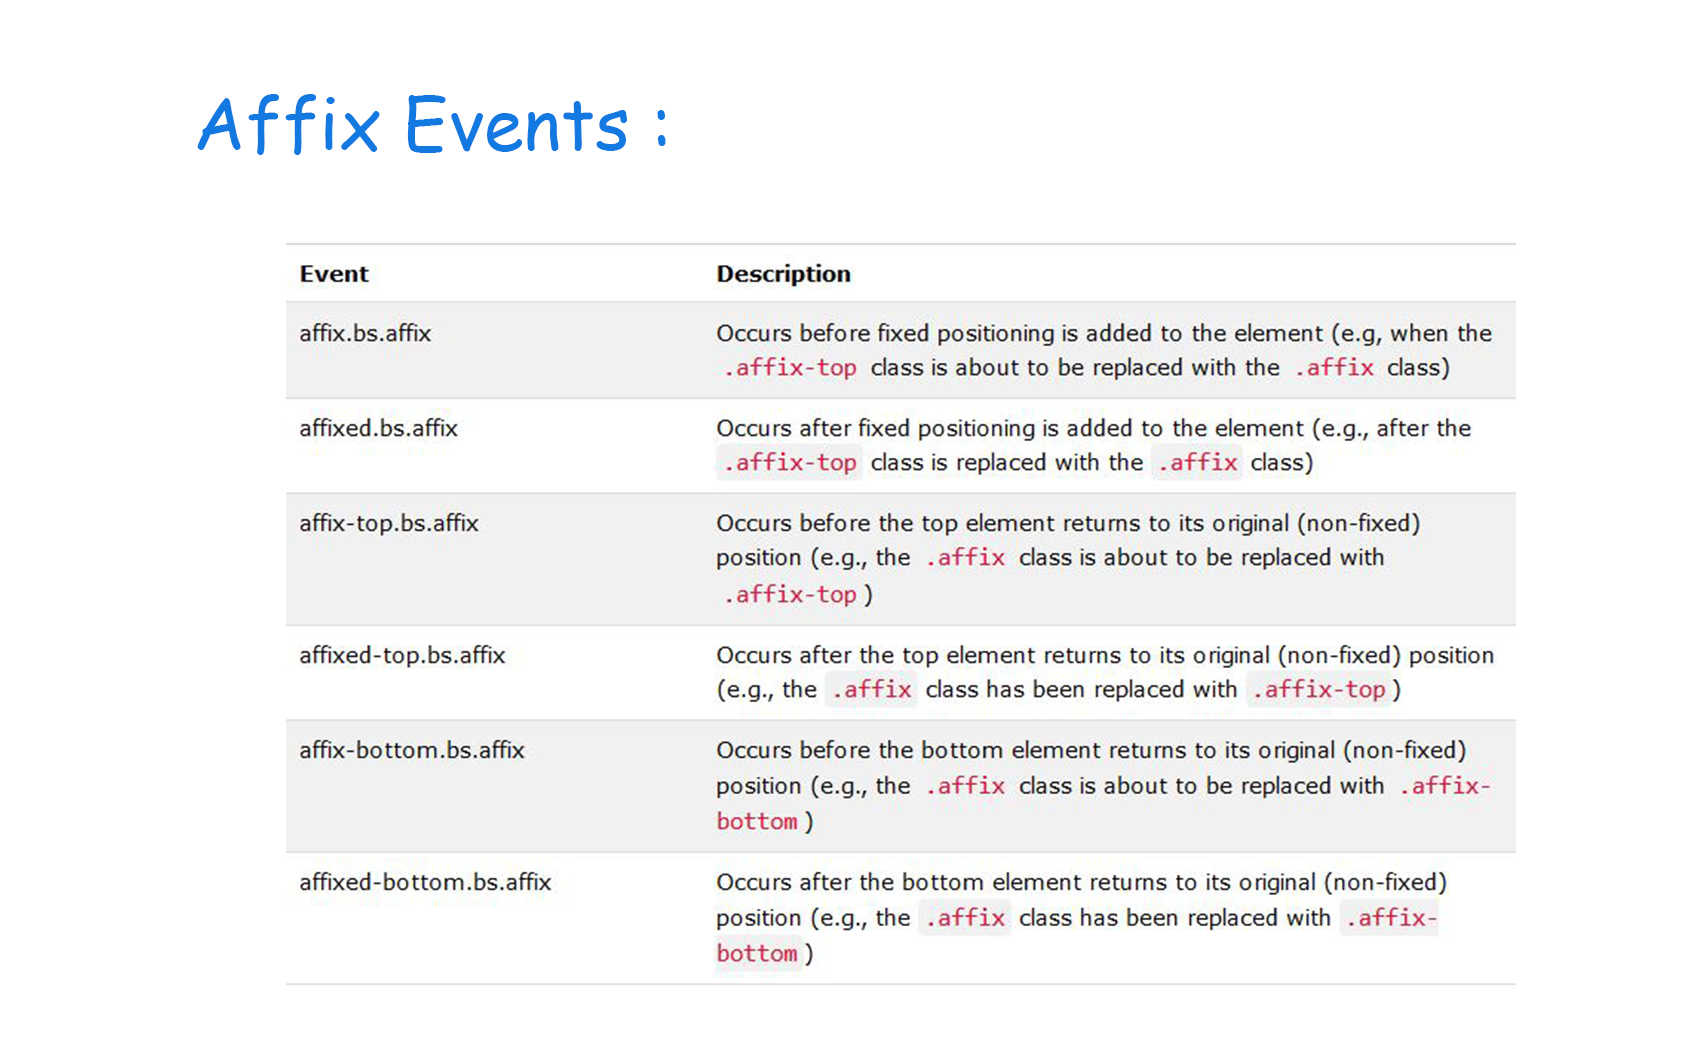 Affix Events :
Event Description
affix.bs.affix Occurs before fixed positioning is added to the element (e.g, when the
.affix-top class is about to be replaced with the .affix class)
affixed.bs.affix Occurs after fixed positioning is added to the element (e.g., after the
.affix-top class is replaced with the .affix class)
affix-top.bs.affix Occurs before the top element returns to its original (non-fixed)
position (e.g., the .affix class is about to be replaced with
.affix-top )
affixed-top.bs.affix Occurs after the top element returns to its original (non-fixed) position
(e.g., the .affix class has been replaced with .affix-top )
affix-bottom.bs.affix Occurs before the bottom element returns to its original (non-fixed)
position (e.g., the .affix class is about to be replaced with .affix-
bottom )
affixed-bottom.bs.affix Occurs after the bottom element returns to its original (non-fixed)
position (e.g., the .affix class has been replaced with .affix-
bottom )